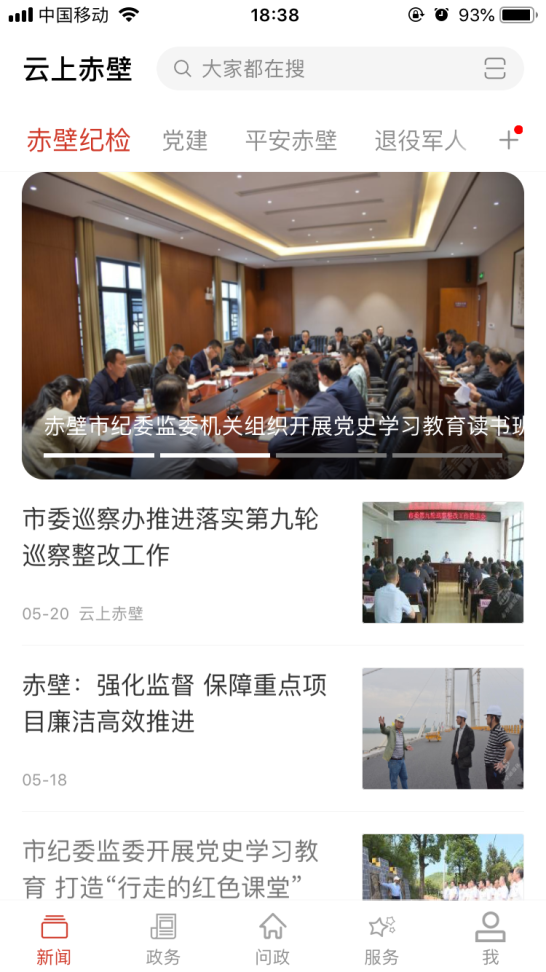 中国移动 18:38 93%
云上赤壁 大家都在搜
赤壁纪检 党建 平安赤壁 退役军人
赤壁市纪委监委机关组织开展党史学习教育读书班
市委巡察办推进落实第九轮
巡察整改工作
05-20 云上赤壁
赤壁：强化监督 保障重点项
目廉洁高效推进
05-18
市纪委监委开展党史学习教
育 打造“行走的红色课堂”
新闻 政务 问政 服务 我